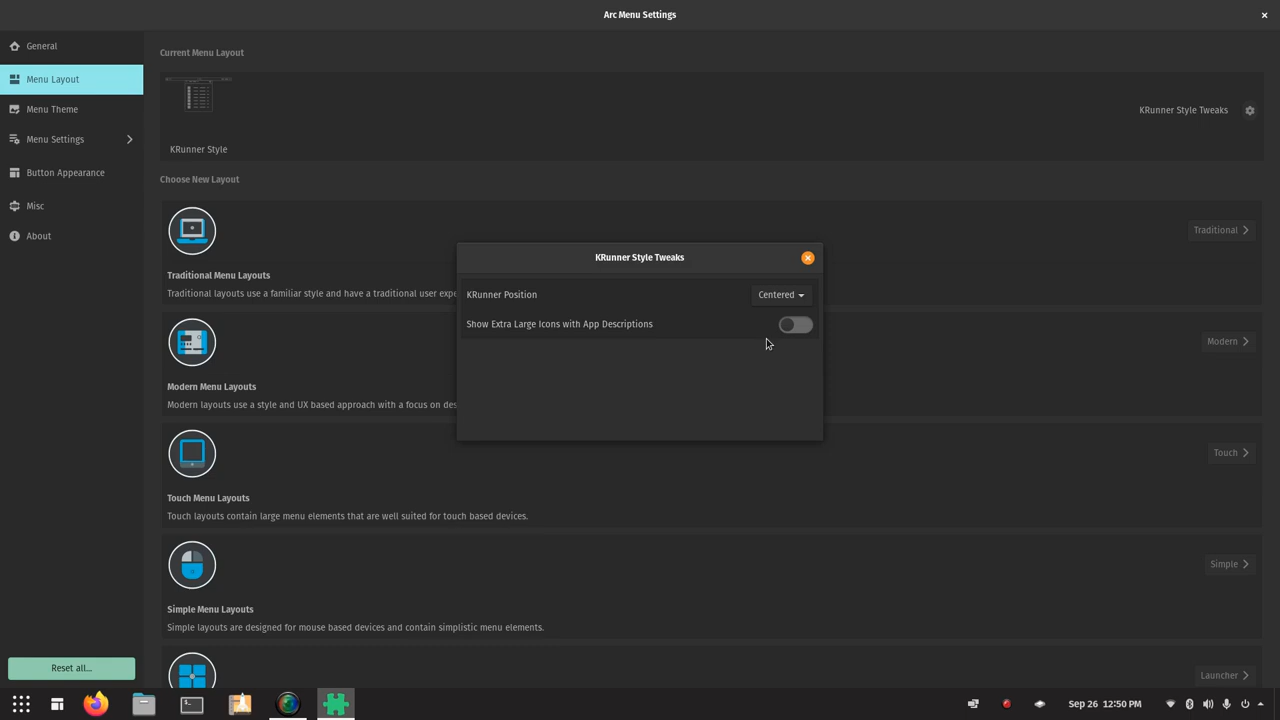 Arc Menu Settings
General
Menu Layout
Menu Theme
Menu Settings
Button Appearance
Misc
About
Reset all...
Current Menu Layout
KRunner Style
KRunner Style Tweaks
Choose New Layout
Traditional Menu Layouts
Traditional layouts use a familiar style and have a traditional user
Traditional
Modern Menu Layouts
Modern layouts use a style and UX based approach with a focus on
Modern
Touch Menu Layouts
Touch layouts contain large menu elements that are well suited for touch based devices.
Touch
Simple Menu Layouts
Simple layouts are designed for mouse based devices and contain simplistic menu elements.
Simple
Launcher
KRunner Style Tweaks
KRunner Position
Centered
Show Extra Large Icons with App Descriptions
Sep 26 12:50 PM